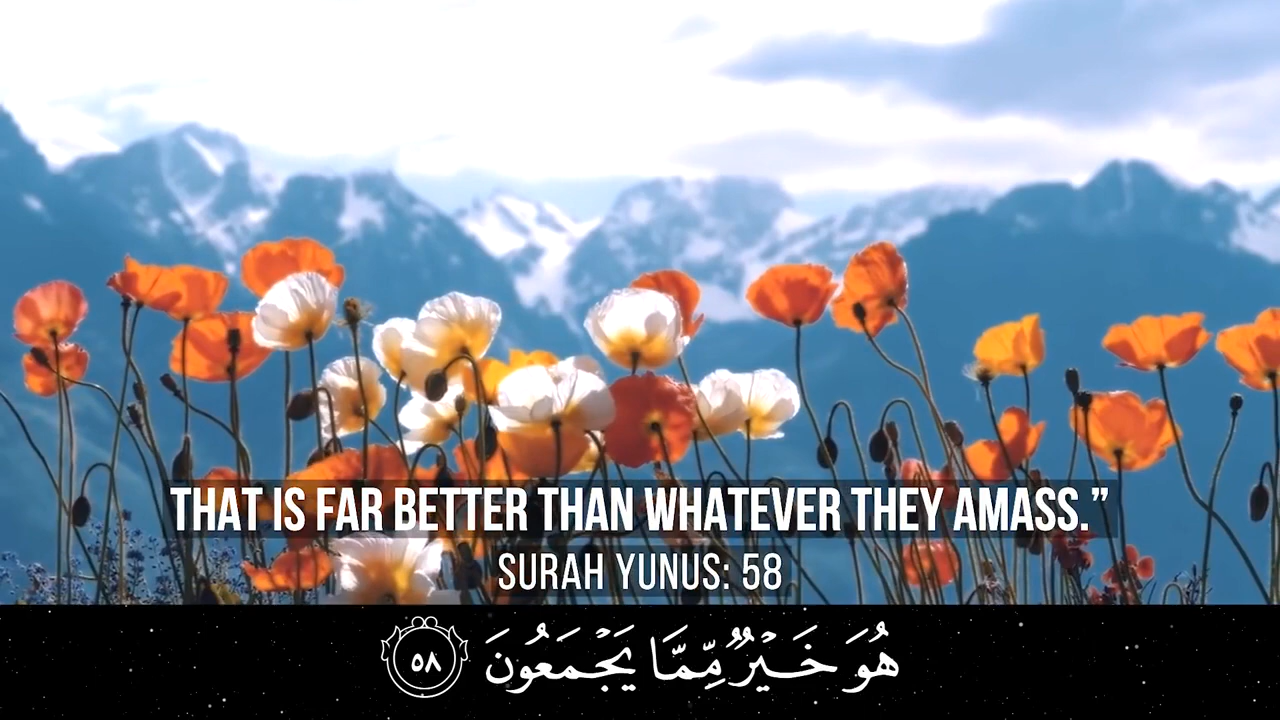 THAT IS FAR BETTER THAN WHATEVER THEY AMASS.”
SURAH YUNUS: 58
هُوَ خَيْرٌ مِّمَّا يَجْمَعُونَ ٥٨